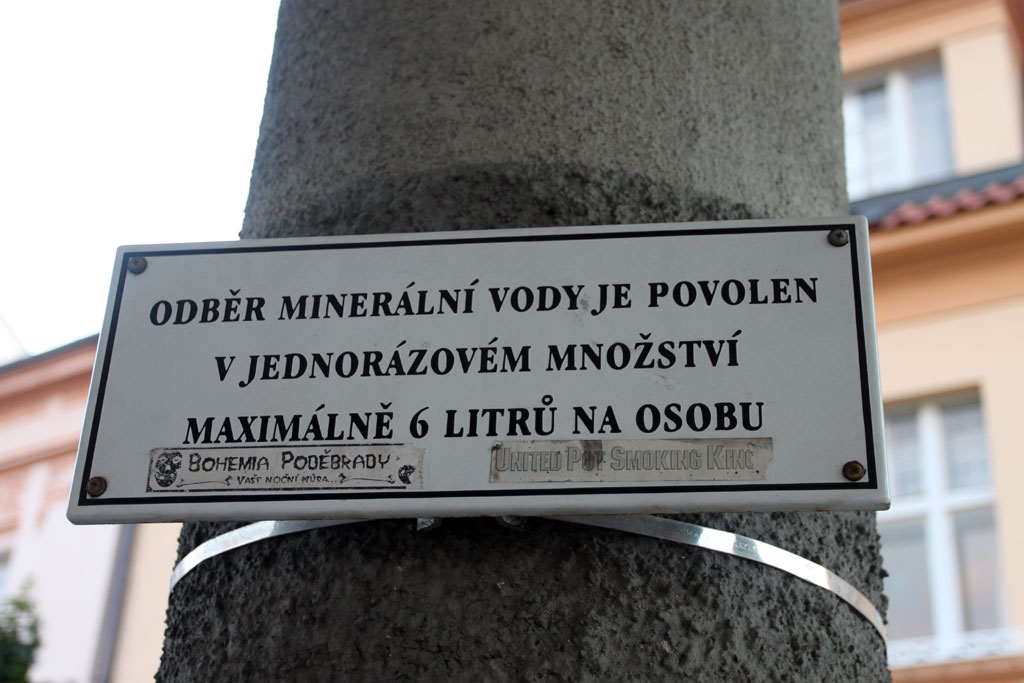 ODBĚR MINERÁLNÍ VODY JE POVOLEN
V JEDNORÁZOVÉM MNOŽSTVÍ
MAXIMÁLNĚ 6 LITRŮ NA OSOBU
BOHEMIA PODĚBRADY
VAŠE NOČNÍ MŮRA...
UNITED POT SMOKING KING